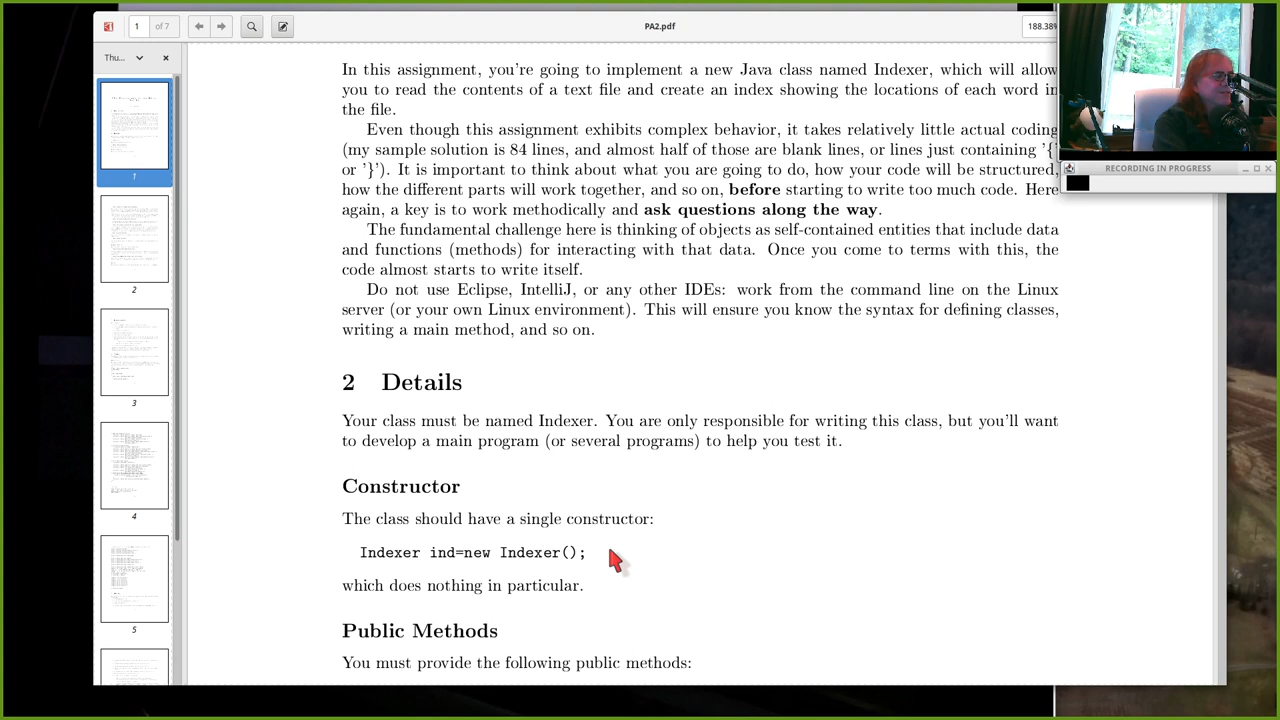 1 of 7
PA2.pdf
188.38%
Thu...
In this assignment, you're going to implement a new Java class named Indexer, which will allow
you to read the contents of a text file and create an index showing the locations of each word in
the file.
Even though this assignment exhibits complex behavior, it takes relatively little actual coding
(my sample solution is 84 lines, and almost half of those are blank lines, or lines just containing '{'
or '}'). It is important to think about what you are going to do, how your code will be structured,
how the different parts will work together, and so on, before starting to write too much code. Here
again, a key is to work methodically and ask questions along the way.
The fundamental challenge here is thinking of objects as self-contained entities that include data
and functions (methods) for interacting with that data. Once you come to terms with this, the
code almost starts to write itself.
Do not use Eclipse, IntelliJ, or any other IDEs: work from the command line on the Linux
server (or your own Linux environment). This will ensure you know the syntax for defining classes,
writing a main method, and so on.
2 Details
Your class must be named Indexer. You are only responsible for writing this class, but you'll want
to develop a main program (or several programs) to help you test it.
Constructor
The class should have a single constructor:
Indexer ind=new Indexer();
which does nothing in particular.
Public Methods
You must provide the following public methods:
1
2
3
4
5
RECORDING IN PROGRESS